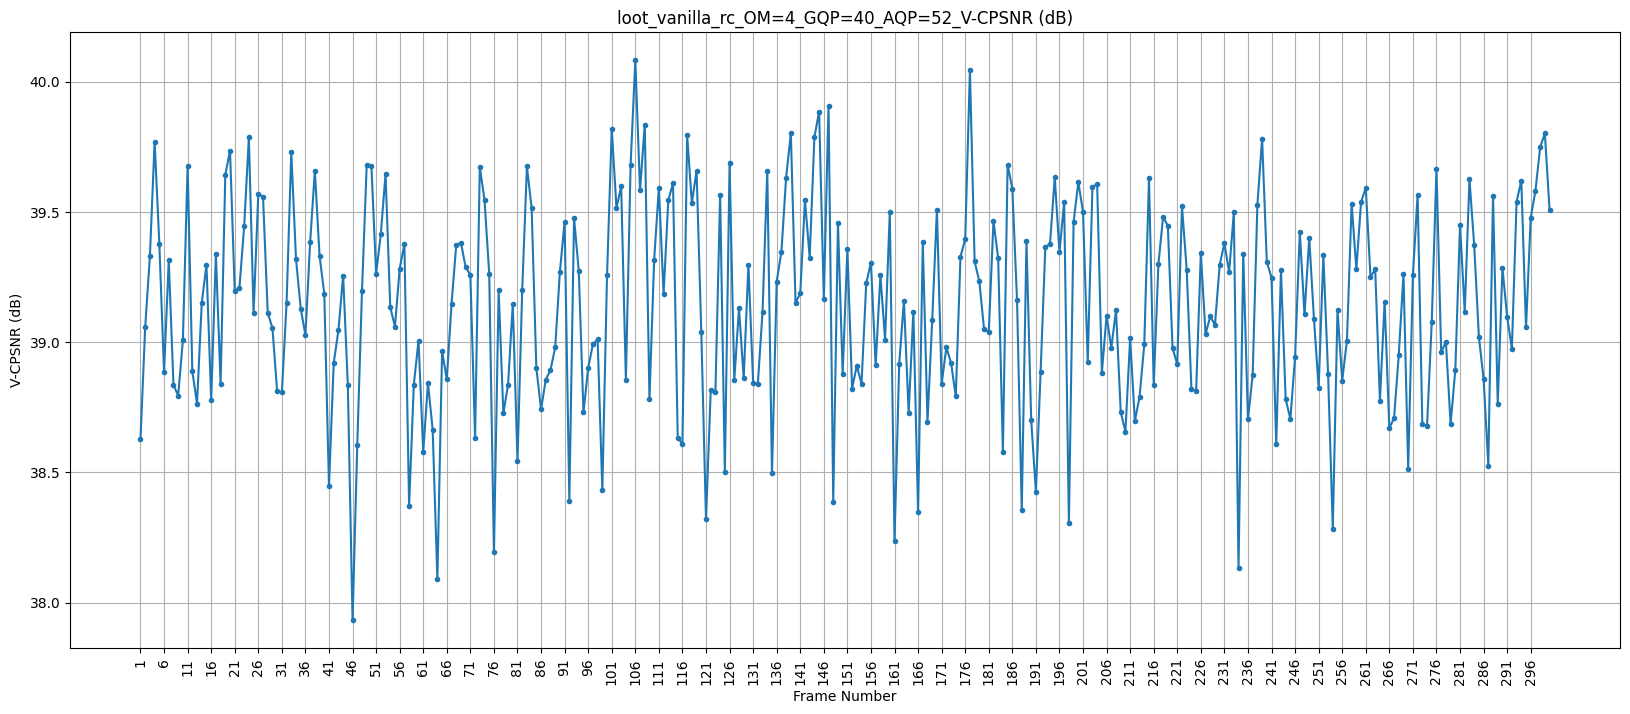 loot_vanilla_rc_OM=4_GQP=40_AQP=52_V-CPSNR (dB)
V-CPSNR (dB)
40.0
39.5
39.0
38.5
38.0
1 6 11 16 21 26 31 36 41 46 51 56 61 66 71 76 81 86 91 96 101 106 111 116 121 126 131 136 141 146 151 156 161 166 171 176 181 186 191 196 201 206 211 216 221 226 231 236 241 246 251 256 261 266 271 276 281 286 291 296
Frame Number